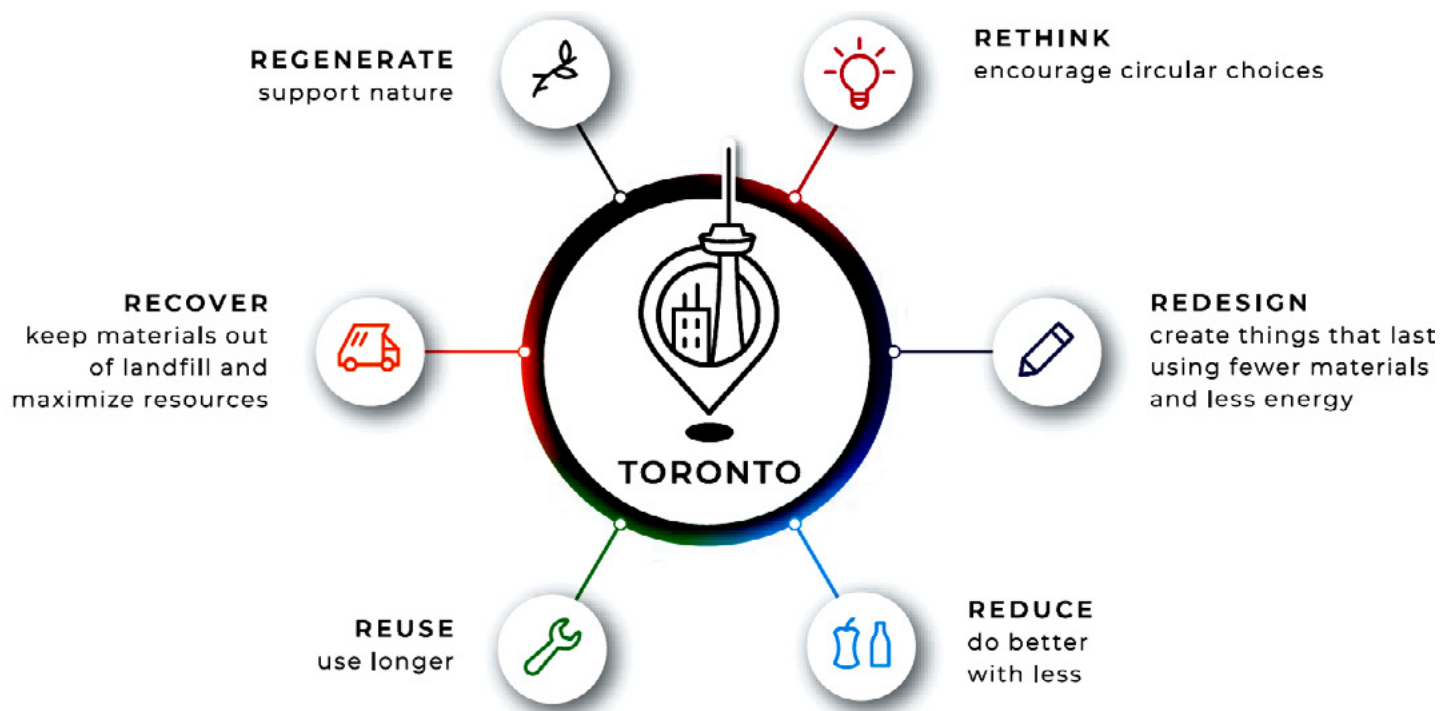 REGENERATE
support nature
RETHINK
encourage circular choices
RECOVER
keep materials out
of landfill and
maximize resources
REDESIGN
create things that last
using fewer materials
and less energy
TORONTO
REUSE
use longer
REDUCE
do better
with less